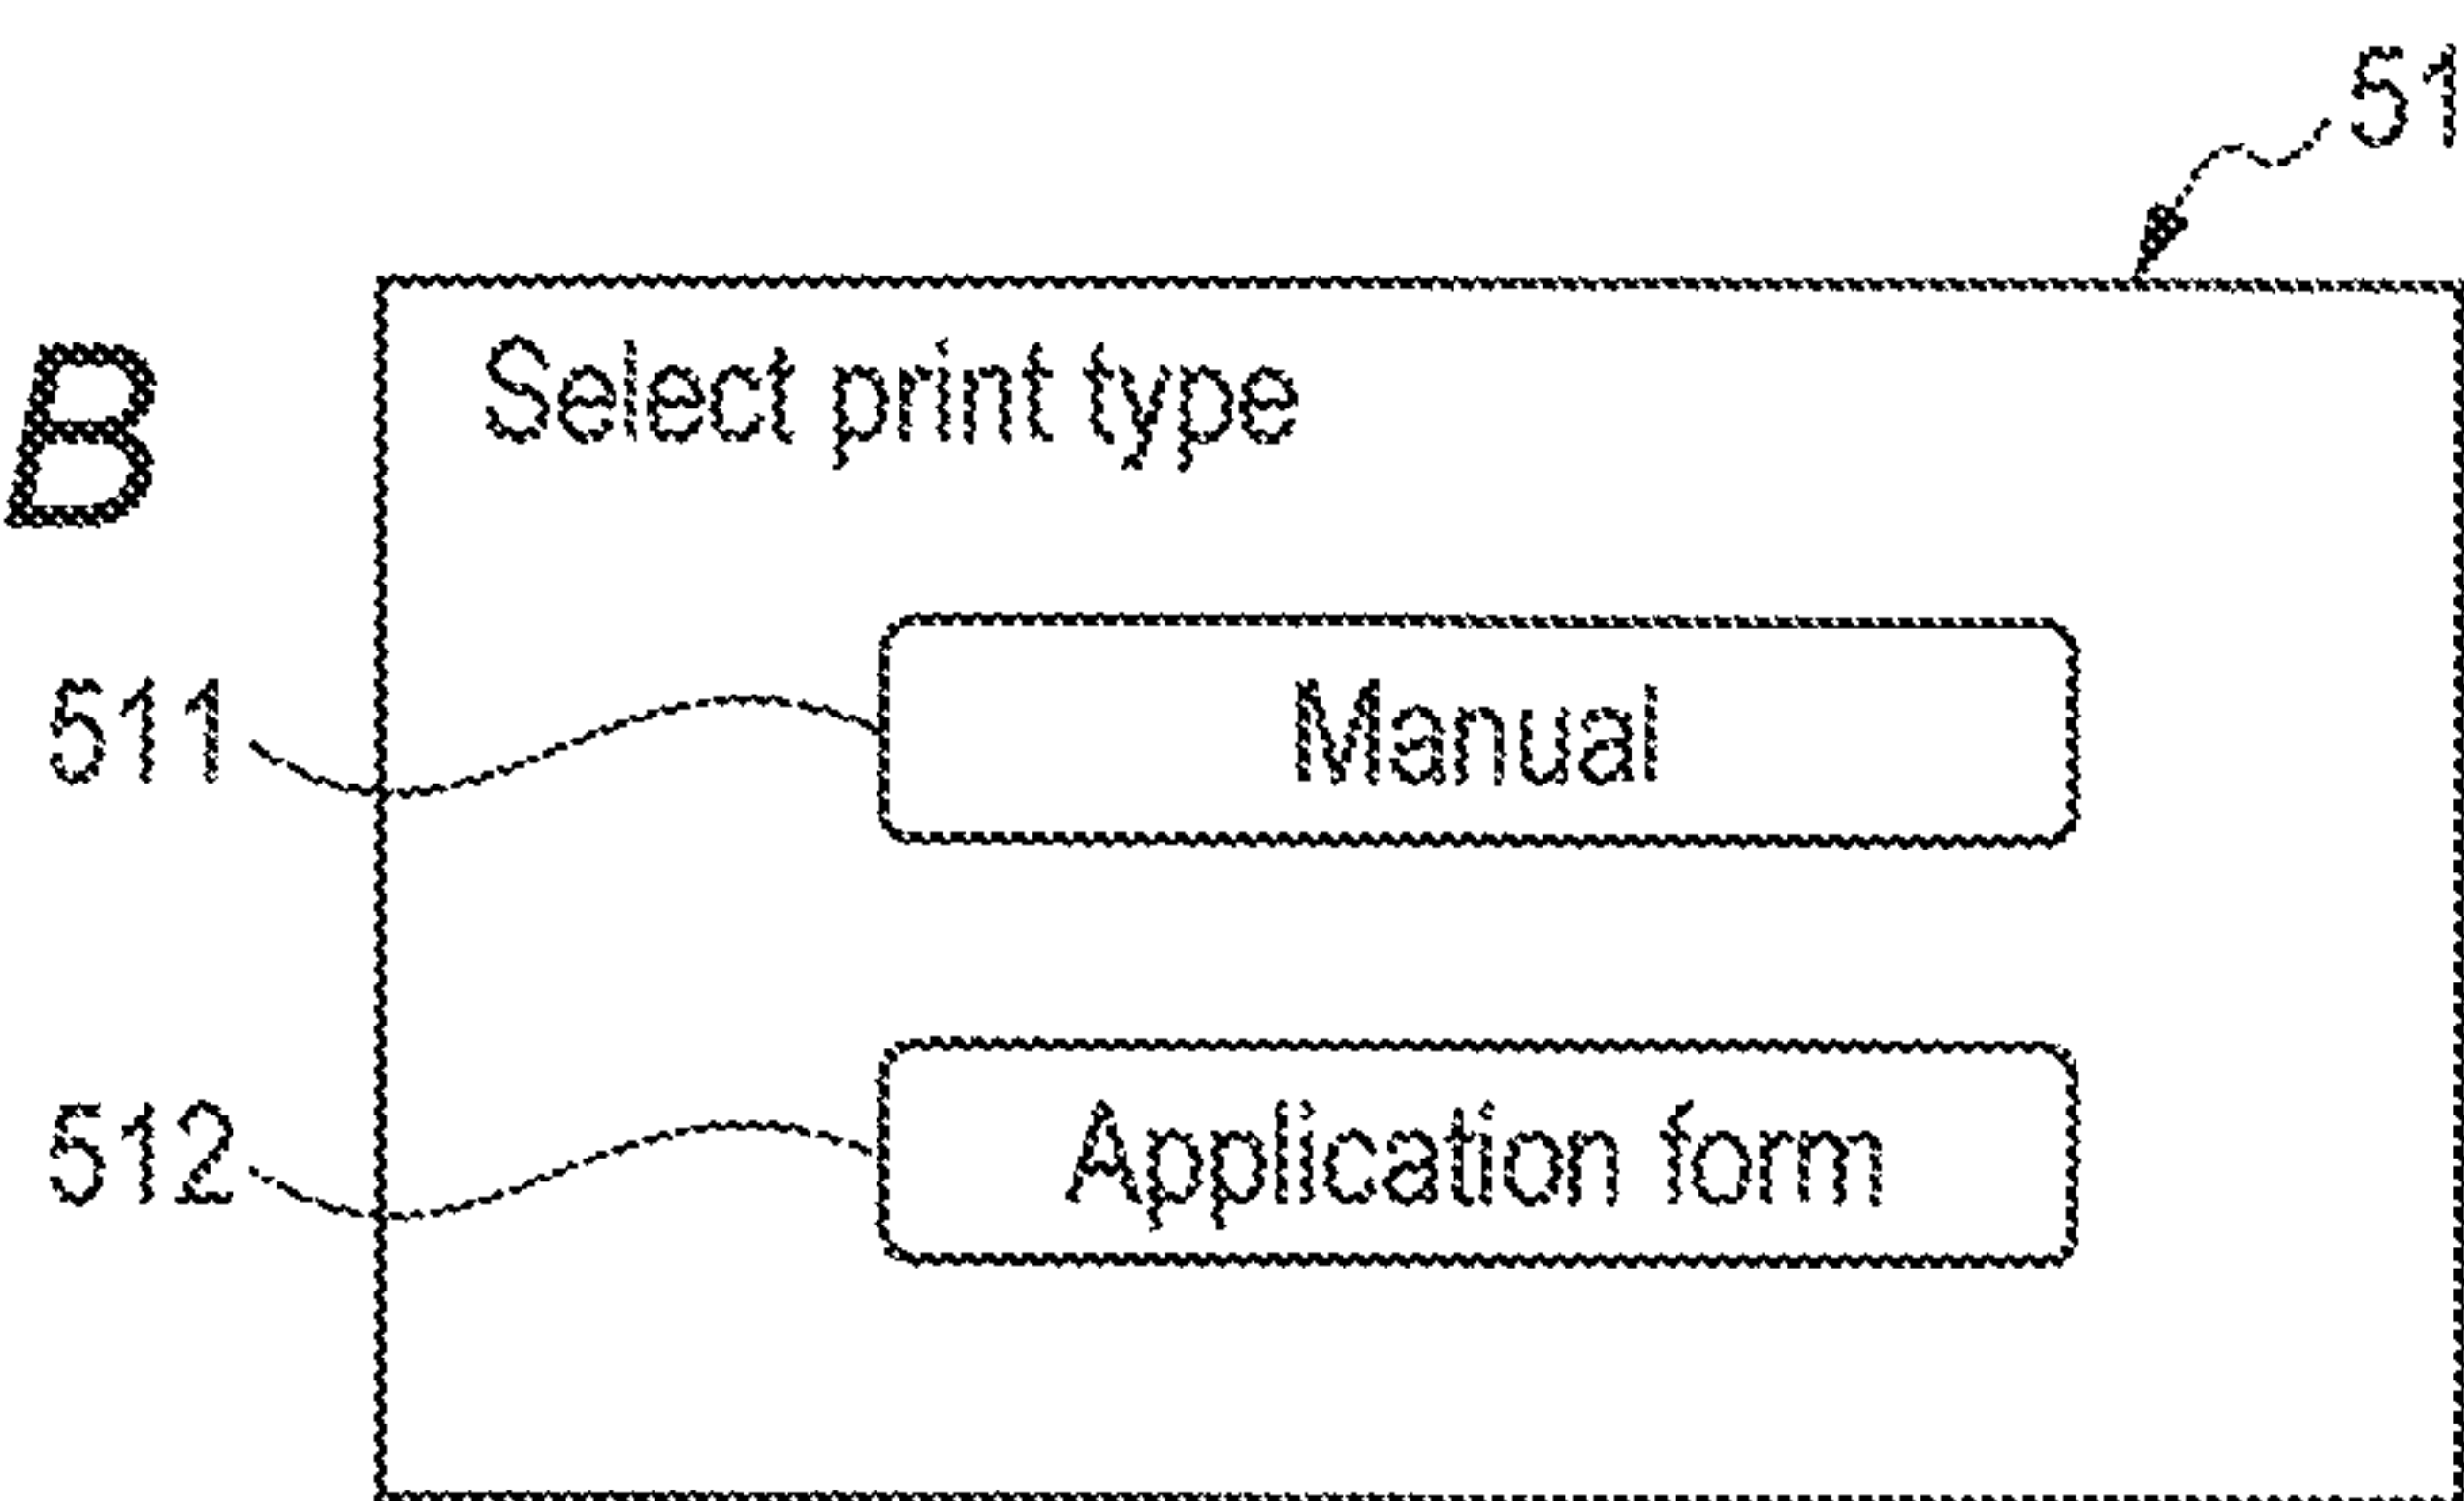 51
B
Select print type
511
Manual
512
Application form